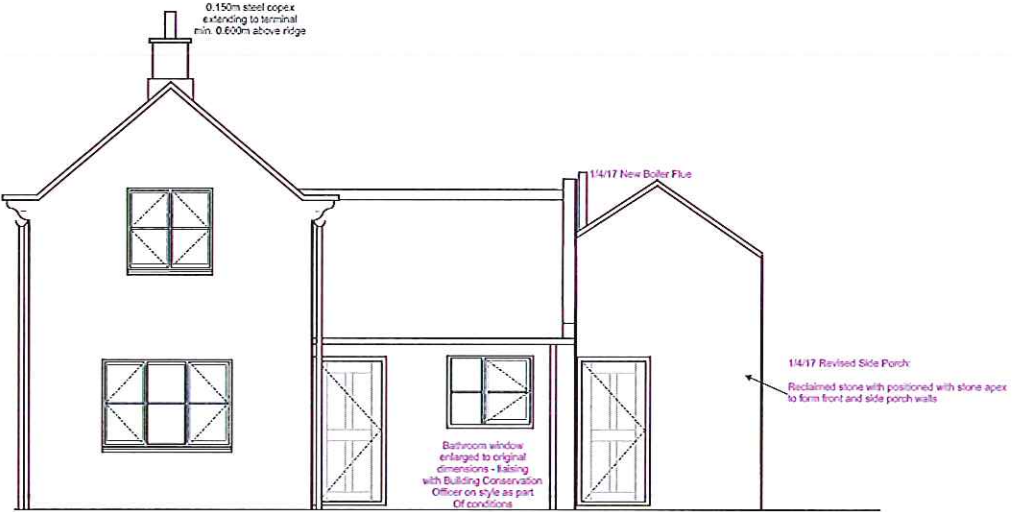 0.150m steel copex
extending to terminal
min. 0.600m above ridge
1/4/17 New Boiler Flue
1/4/17 Revised Side Porch:
Reclaimed stone with positioned with stone apex
to form front and side porch walls
Bathroom window
enlarged to original
dimensions - liaising
with Building Conservation
Officer on style as part
Of conditions